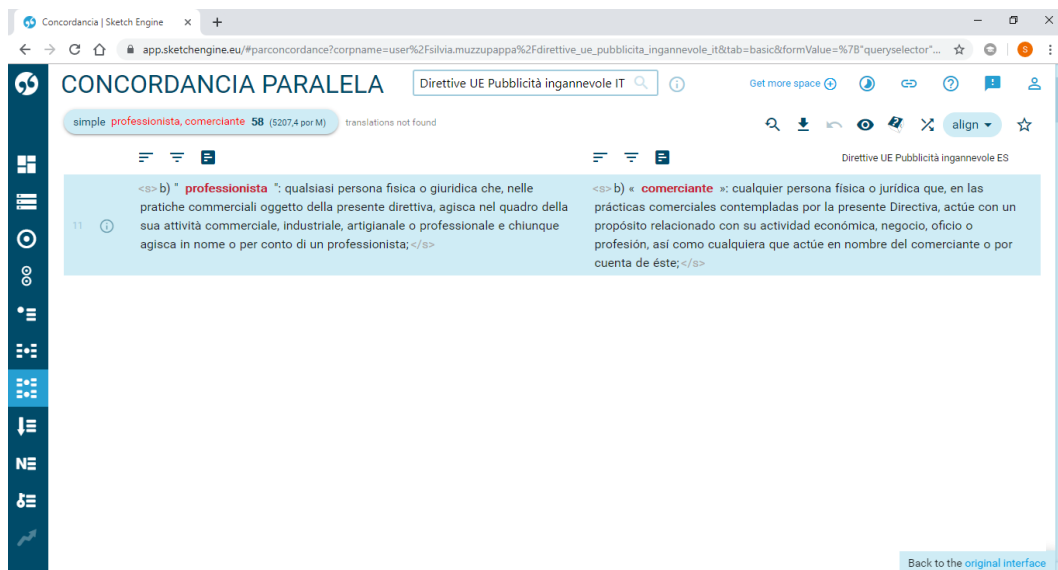 Concordancia | Sketch Engine
app.sketchengine.eu/#parconcordance?corpname=user%2Fsilvia.muzzupappa%2Fdirettive_ue_pubblicita_ingannevole_it&tab=basic&formValue=%7B"queryselector"...
S
CONCORDANCIA PARALELA
Direttive UE Pubblicità ingannevole IT
Get more space
simple professionista, comerciante 58 (5207,4 por M)
translations not found
align
Direttive UE Pubblicità ingannevole ES
11
<s> b) " professionista ": qualsiasi persona fisica o giuridica che, nelle
pratiche commerciali oggetto della presente direttiva, agisca nel quadro della
sua attività commerciale, industriale, artigianale o professionale e chiunque
agisca in nome o per conto di un professionista; </s>
<s> b) « comerciante »: cualquier persona física o jurídica que, en las
prácticas comerciales contempladas por la presente Directiva, actúe con un
propósito relacionado con su actividad económica, negocio, oficio o
profesión, así como cualquiera que actúe en nombre del comerciante o por
cuenta de éste; </s>
N
Back to the original interface